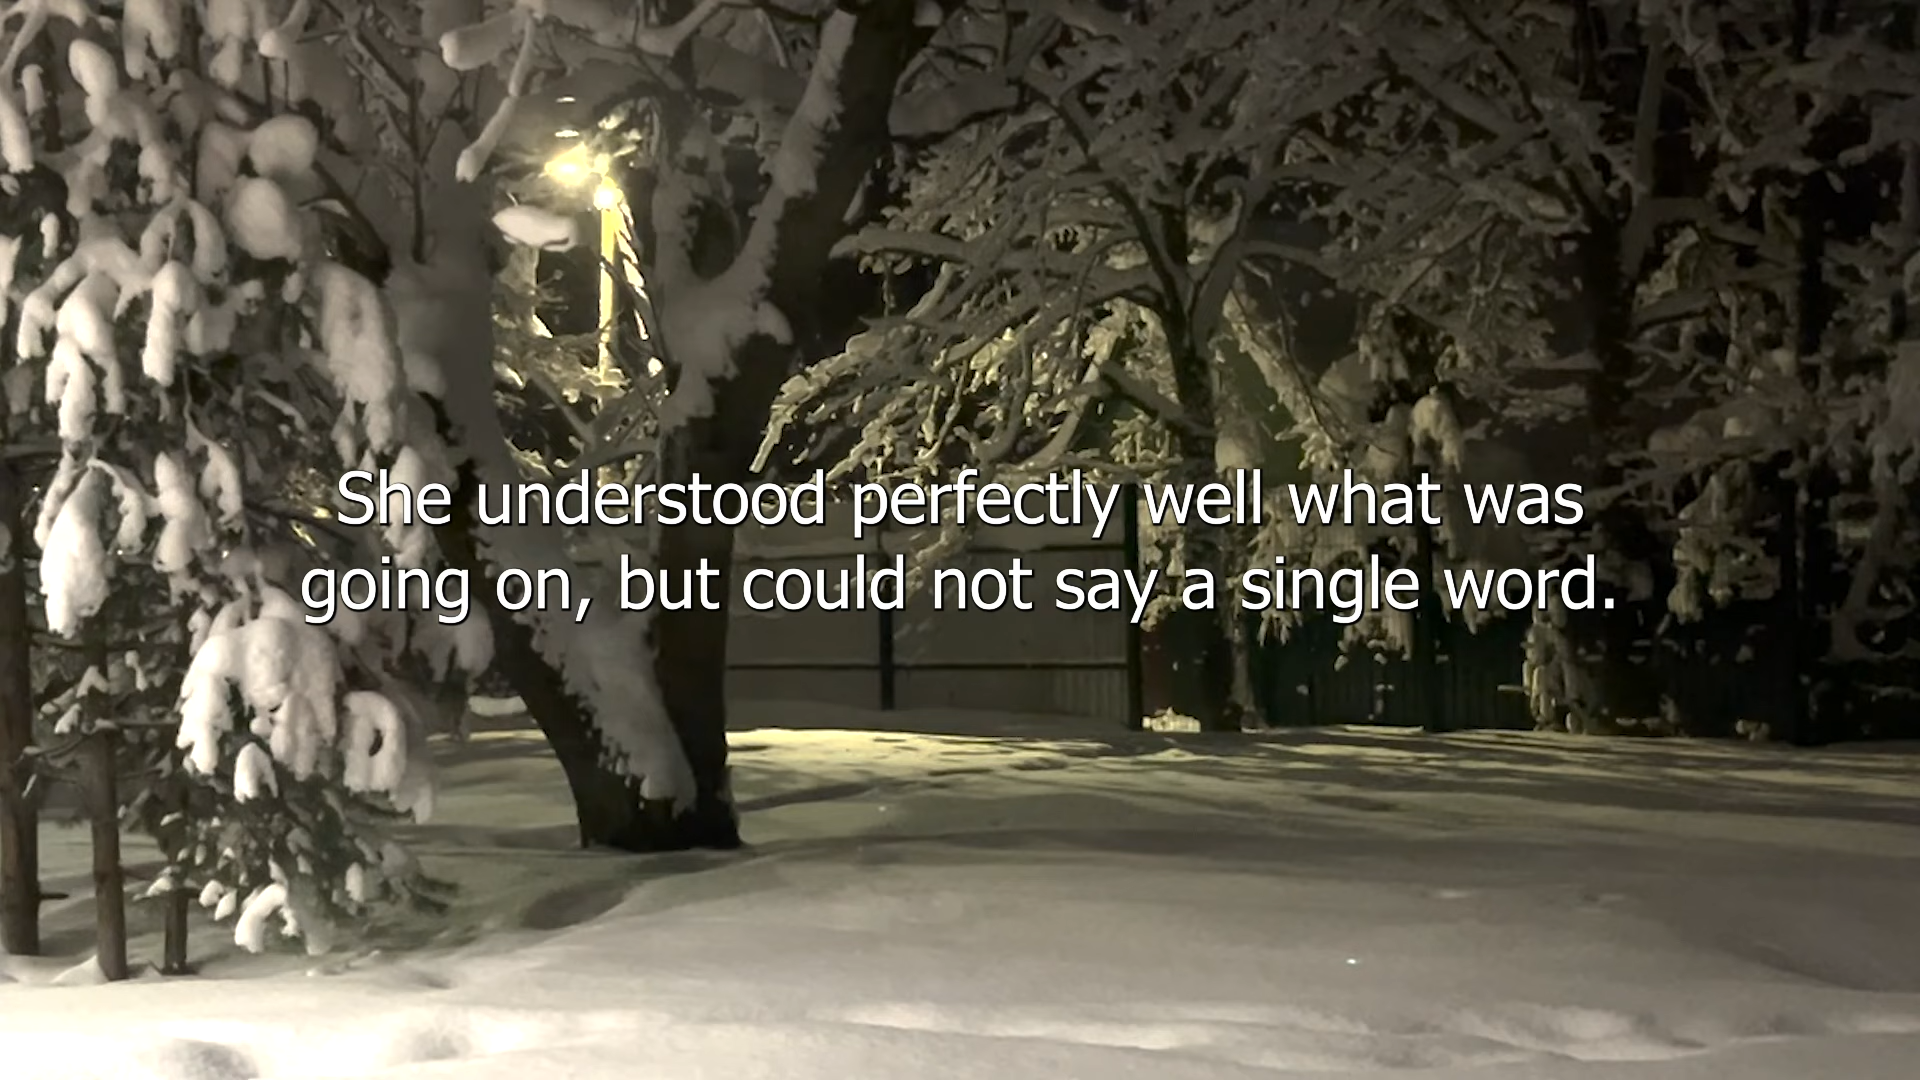 She understood perfectly well what was
going on, but could not say a single word.